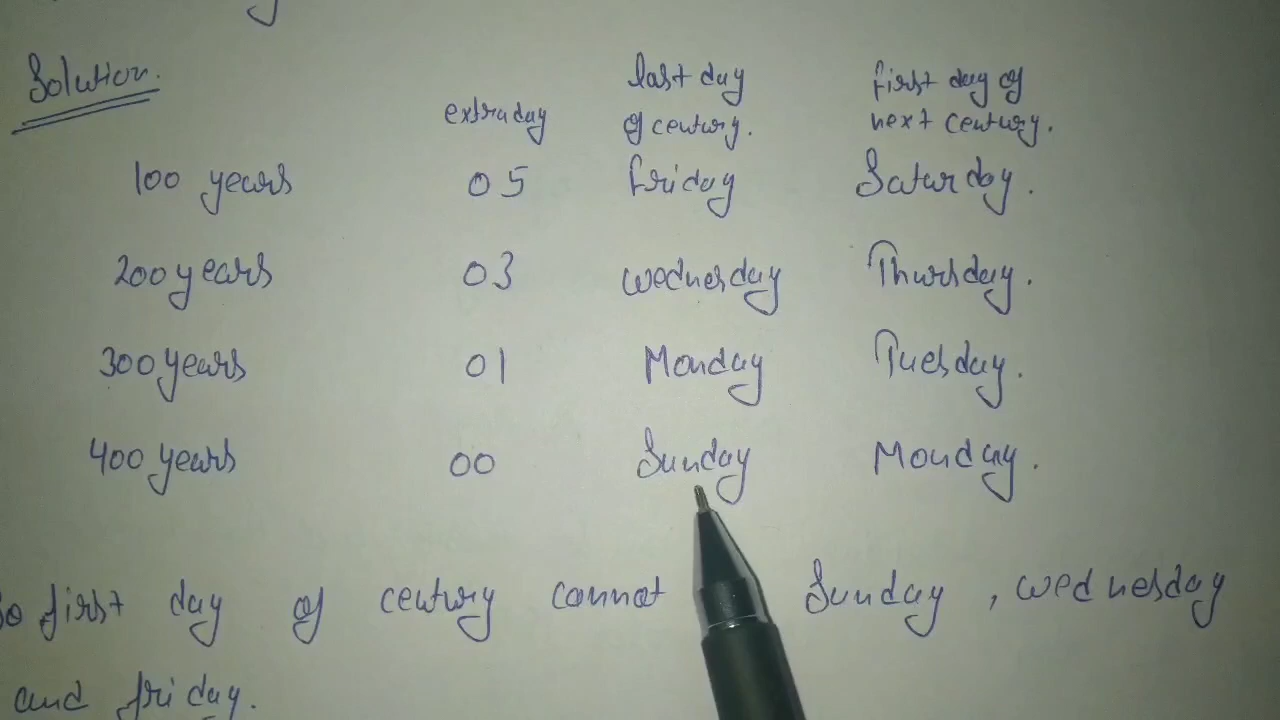 Solution.
extraday
last day of century.
first day of next century.
100 years 05 friday Saturday.
200 years 03 wednesday Thursday.
300 years 01 Monday Tuesday.
400 years 00 Sunday Monday.
So first day of century cannot Sunday, wednesday
and friday.